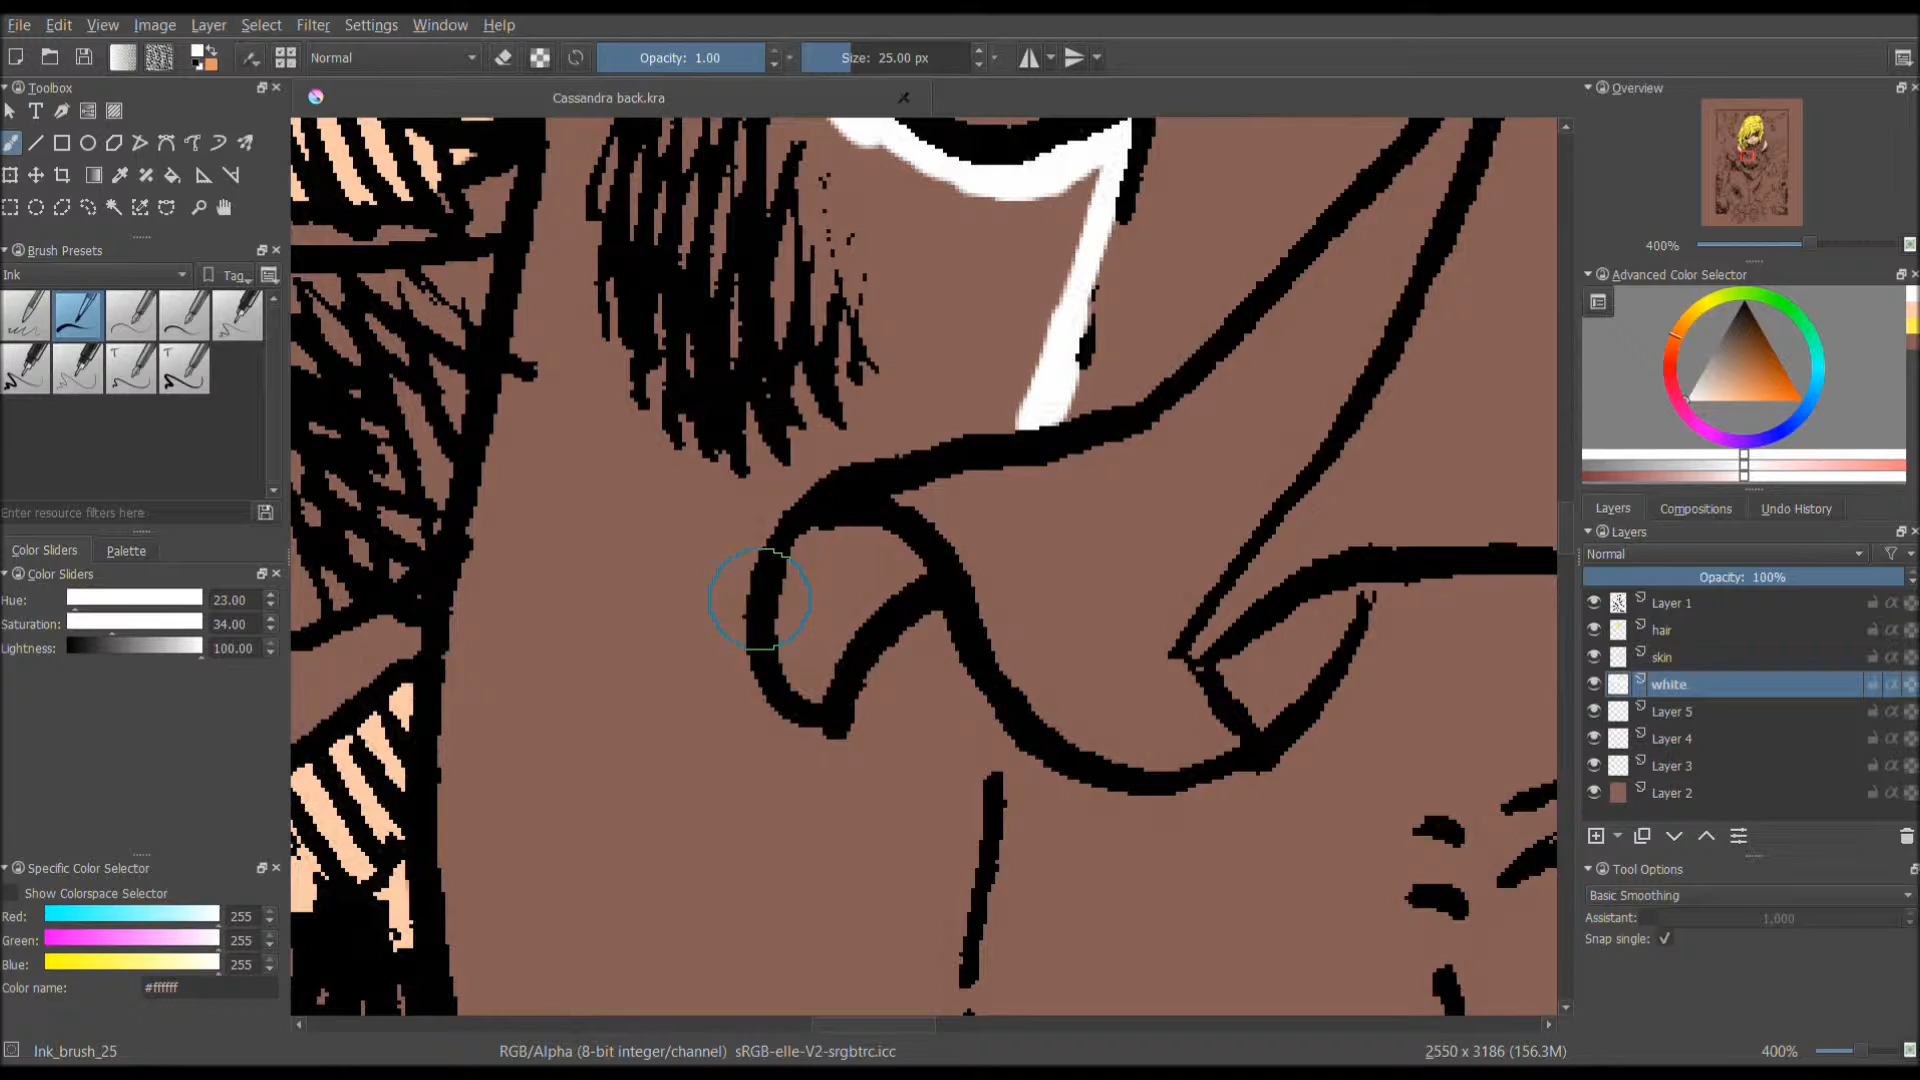 File Edit View Image Layer Select Filter Settings Window Help
Normal Opacity: 1.00 Size: 25.00 px
Toolbox
Cassandra back.kra
Overview
400%
Brush Presets
Ink Tag
Advanced Color Selector
Enter resource filters here
Layers Compositions Undo History
Layers
Normal
Opacity: 100%
Layer 1
hair
skin
white
Layer 5
Layer 4
Layer 3
Layer 2
Color Sliders Palette
Color Sliders
Hue: 23.00
Saturation: 34.00
Lightness: 100.00
Specific Color Selector
Show Colorspace Selector
Red: 255
Green: 255
Blue: 255
Color name: #ffffff
Tool Options
Basic Smoothing
Assistant: 1,000
Snap single:
Ink_brush_25
RGB/Alpha (8-bit integer/channel) sRGB-elle-V2-srgbtrc.icc
2550 x 3186 (156.3M)
400%